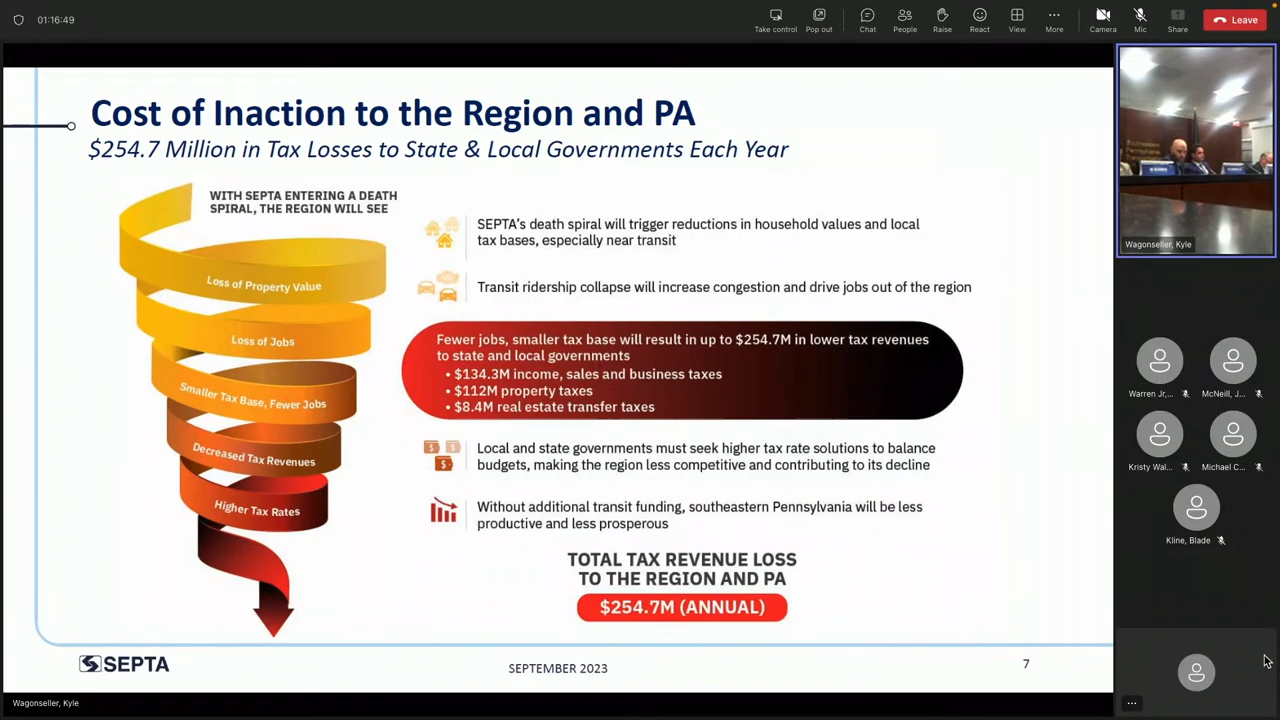 01:16:49
Take control
Pop out
Chat
People
Raise
React
View
More
Camera
Mic
Share
Leave
Cost of Inaction to the Region and PA
$254.7 Million in Tax Losses to State & Local Governments Each Year
WITH SEPTA ENTERING A DEATH
SPIRAL, THE REGION WILL SEE
Loss of Property Value
Loss of Jobs
Smaller Tax Base, Fewer Jobs
Decreased Tax Revenues
Higher Tax Rates
SEPTA's death spiral will trigger reductions in household values and local
tax bases, especially near transit
Transit ridership collapse will increase congestion and drive jobs out of the region
Fewer jobs, smaller tax base will result in up to $254.7M in lower tax revenues
to state and local governments
• $134.3M income, sales and business taxes
• $112M property taxes
• $8.4M real estate transfer taxes
Local and state governments must seek higher tax rate solutions to balance
budgets, making the region less competitive and contributing to its decline
Without additional transit funding, southeastern Pennsylvania will be less
productive and less prosperous
TOTAL TAX REVENUE LOSS
TO THE REGION AND PA
$254.7M (ANNUAL)
SEPTA
SEPTEMBER 2023
7
Wagonseller, Kyle
Wagonseller, Kyle
Warren Jr,...
McNeill, J...
Kristy Wal...
Michael C...
Kline, Blade